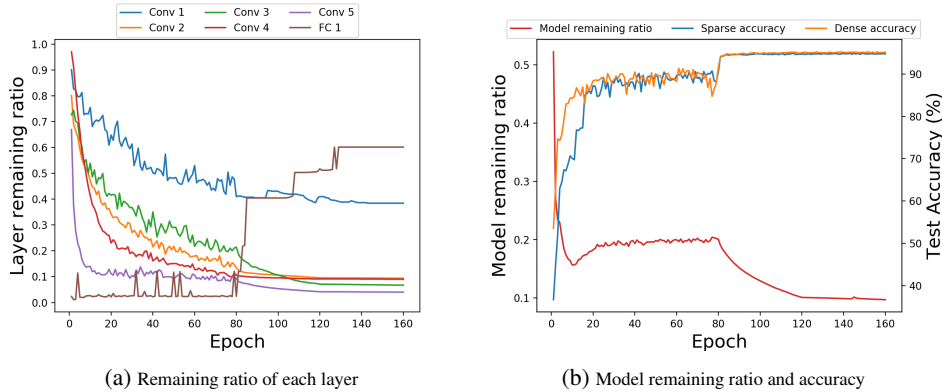 Conv 1 Conv 3 Conv 5
Conv 2 Conv 4 FC 1
Layer remaining ratio
1.0
0.9
0.8
0.7
0.6
0.5
0.4
0.3
0.2
0.1
0.0
0 20 40 60 80 100 120 140 160
Epoch
(a) Remaining ratio of each layer
Model remaining ratio Sparse accuracy Dense accuracy
Model remaining ratio
0.5
0.4
0.3
0.2
0.1
0 20 40 60 80 100 120 140 160
Epoch
90
80
70
60
50
40
Test Accuracy (%)
(b) Model remaining ratio and accuracy